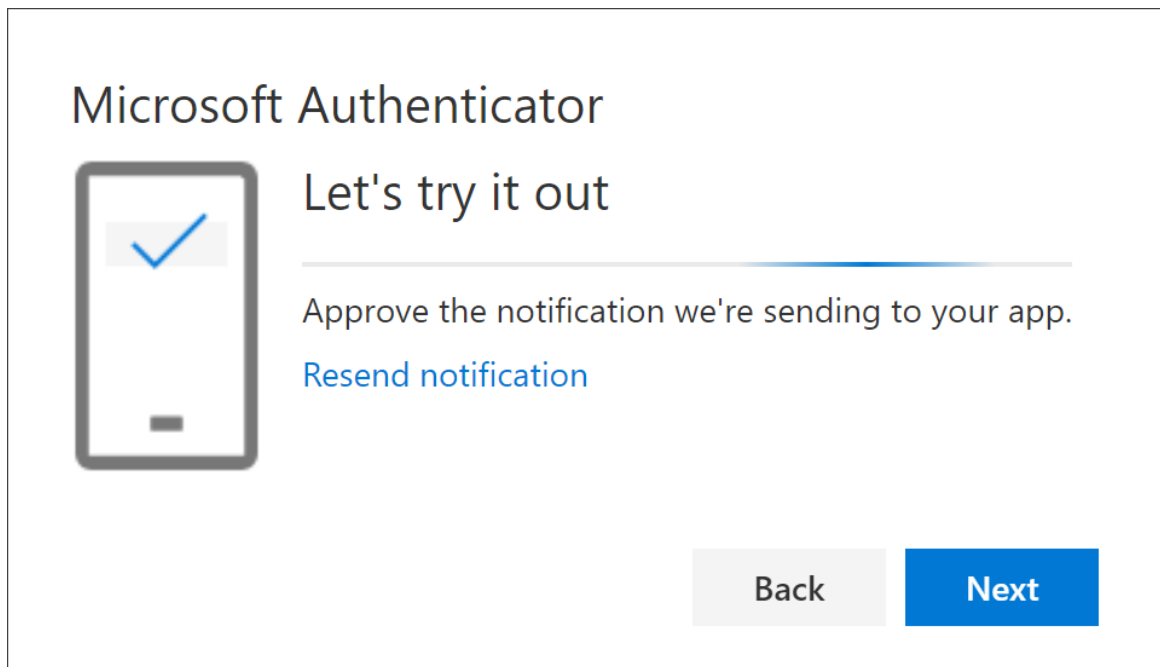 Microsoft Authenticator
Let's try it out
Approve the notification we're sending to your app.
Resend notification
Back
Next